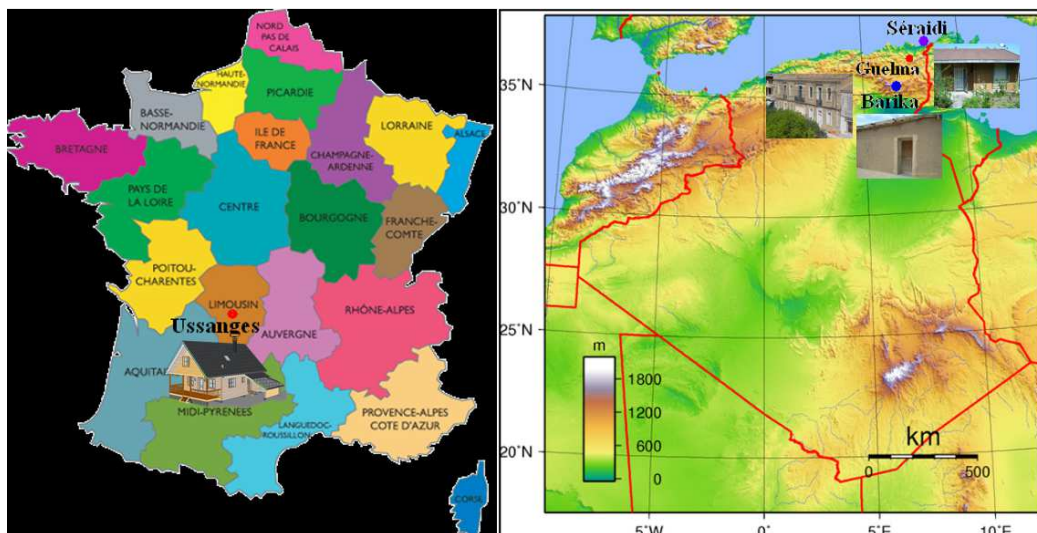 NORD
PAS DE
CALAIS
HAUTE-
NORMANDIE
PICARDIE
BASSE-
NORMANDIE
ILE DE
FRANCE
LORRAINE
ALSACE
CHAMPAGNE-
ARDENNE
BRETAGNE
PAYS DE
LA LOIRE
CENTRE
BOURGOGNE
FRANCHE-
COMTE
POITOU-
CHARENTES
LIMOUSIN
Ussanges
AUVERGNE
RHÔNE-ALPES
AQUITAI
MIDI-PYRENEES
LANGUEDOC-
ROUSSILLON
PROVENCE-ALPES
COTE D'AZUR
CORSE
Séraidi
Guelma
Barika
35°N
30°N
25°N
20°N
m
1800
1200
600
0
km
0
500
5°W
0°
5°E
10°E